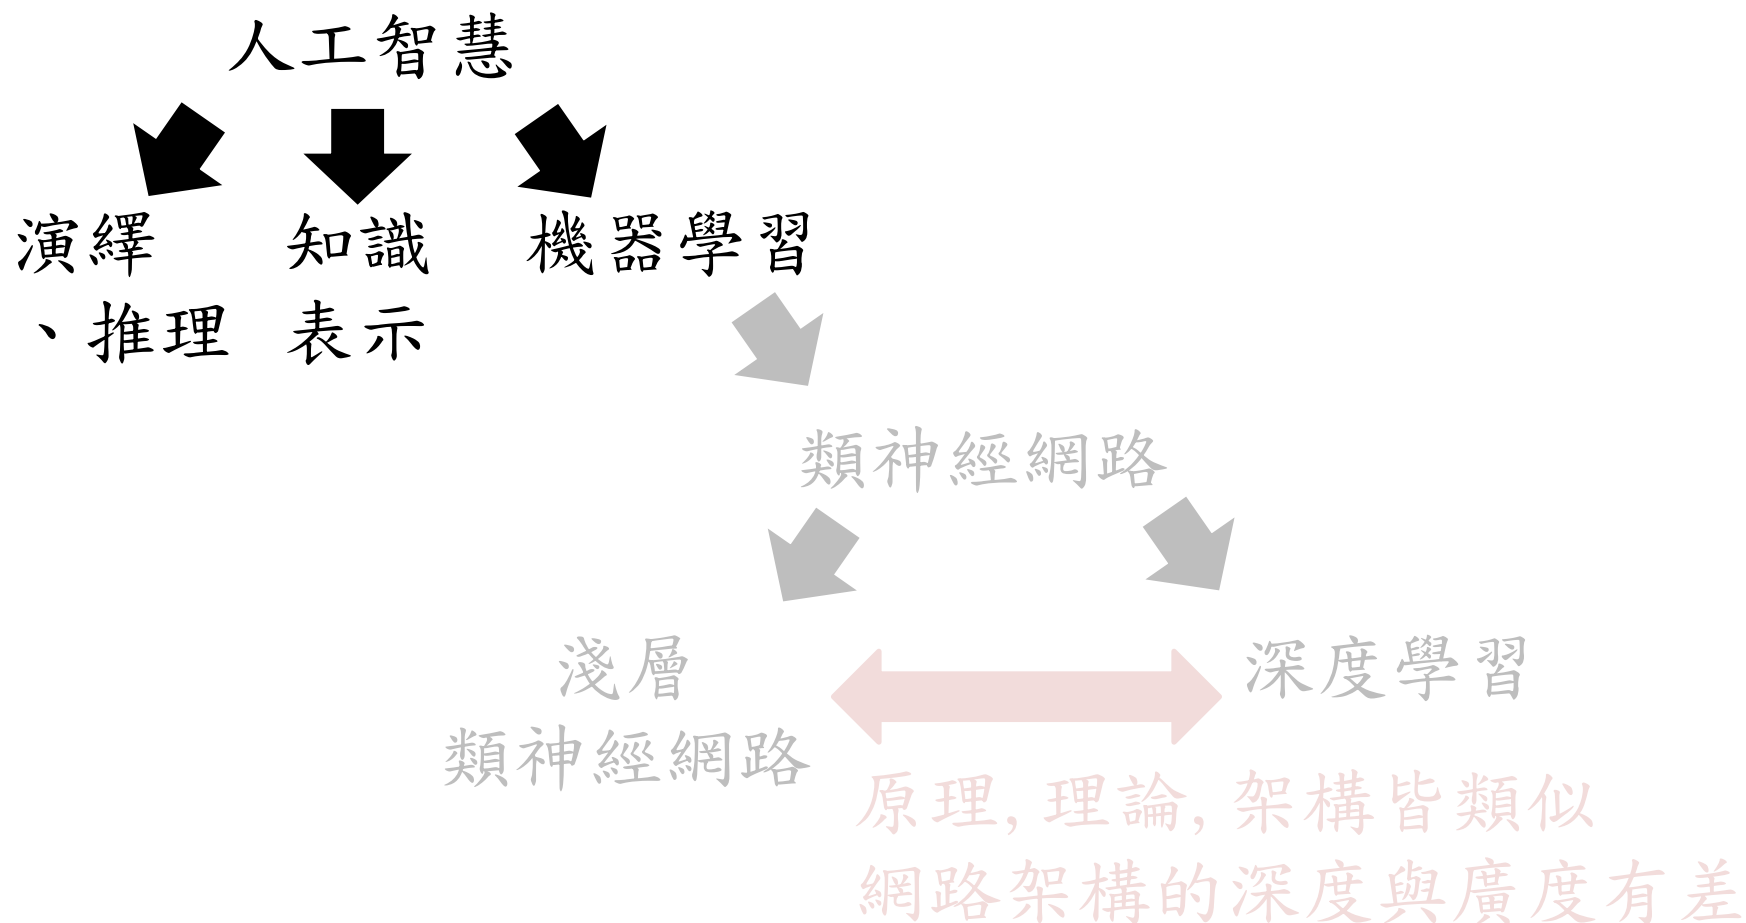 人工智慧
演繹
、推理
知識
表示
機器學習
類神經網路
淺層
類神經網路
深度學習
原理,理論,架構皆類似
網路架構的深度與廣度有差